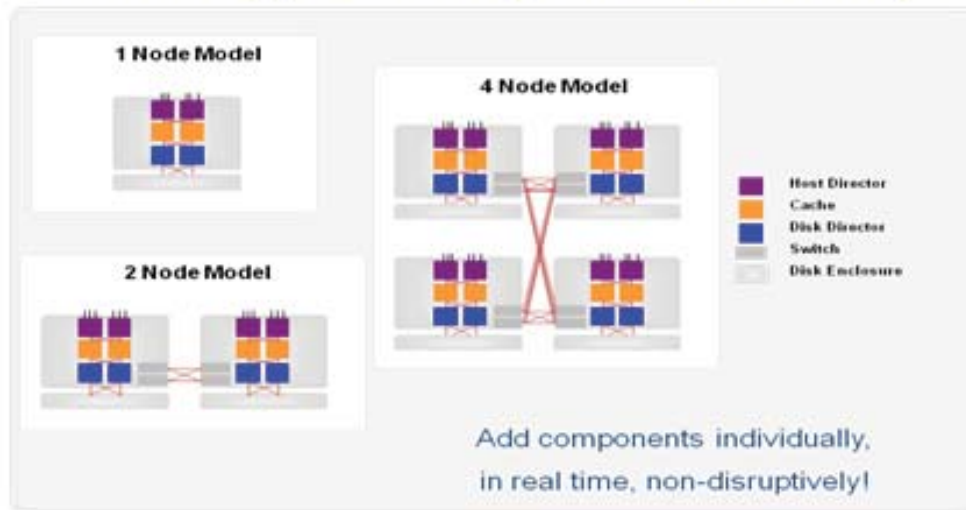 1 Node Model
4 Node Model
2 Node Model
Host Director
Cache
Disk Director
Switch
Disk Enclosure
Add components individually,
in real time, non-disruptively!